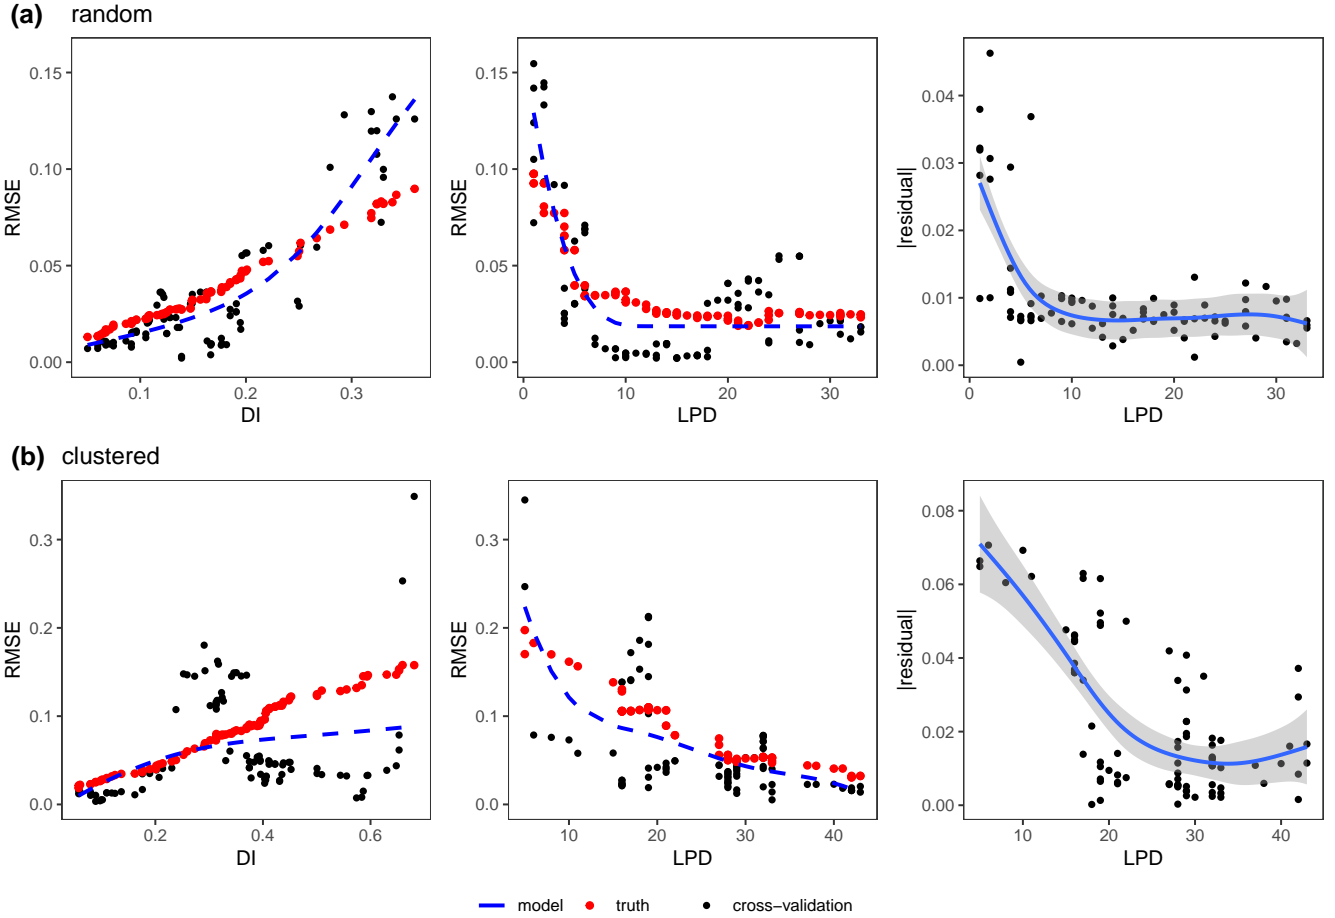 (a) random
RMSE
0.15
0.10
0.05
0.00
0.1 0.2 0.3
DI
RMSE
0.15
0.10
0.05
0.00
0 10 20 30
LPD
|residual|
0.04
0.03
0.02
0.01
0.00
0 10 20 30
LPD
(b) clustered
RMSE
0.3
0.2
0.1
0.0
0.2 0.4 0.6
DI
RMSE
0.3
0.2
0.1
0.0
10 20 30 40
LPD
|residual|
0.08
0.06
0.04
0.02
0.00
10 20 30 40
LPD
model truth cross−validation